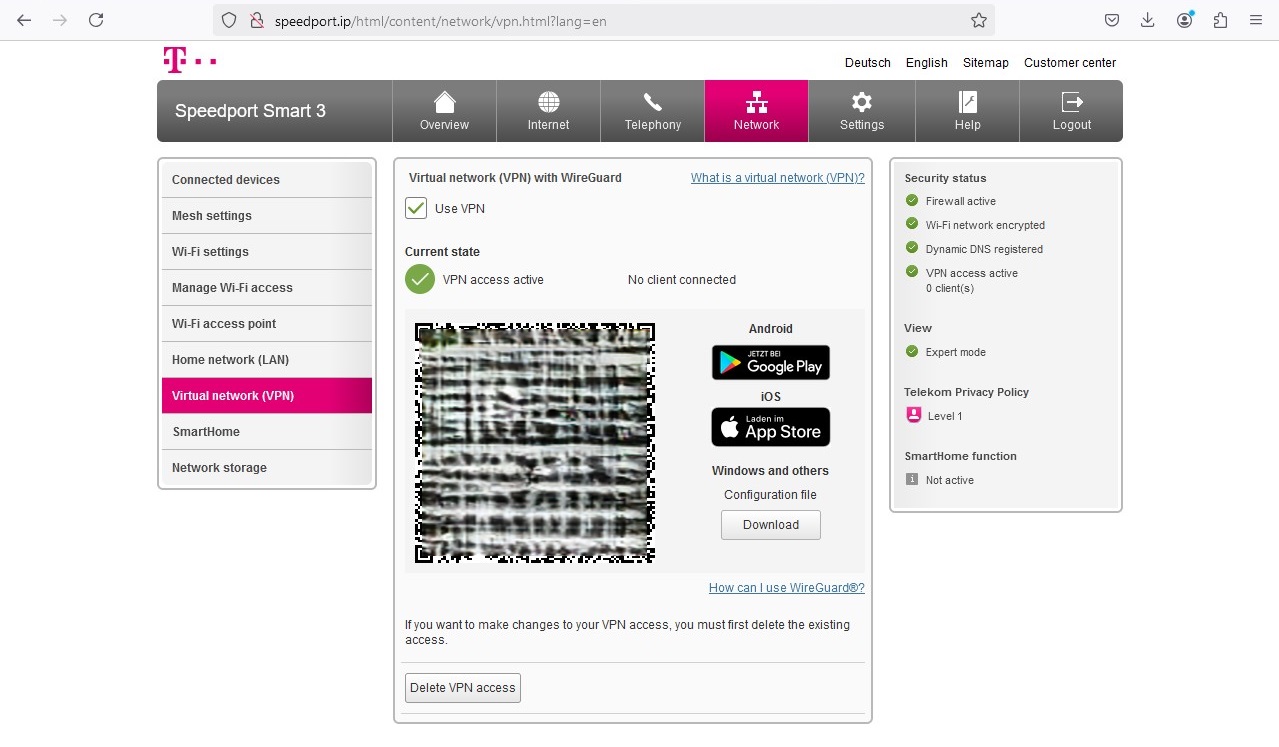 speedport.ip/html/content/network/vpn.html?lang=en
Deutsch English Sitemap Customer center
Speedport Smart 3
Overview
Internet
Telephony
Network
Settings
Help
Logout
Connected devices
Mesh settings
Wi-Fi settings
Manage Wi-Fi access
Wi-Fi access point
Home network (LAN)
Virtual network (VPN)
SmartHome
Network storage
Virtual network (VPN) with WireGuard
What is a virtual network (VPN)?
Use VPN
Current state
VPN access active
No client connected
Android
JETZT BEI
Google Play
iOS
Laden im
App Store
Windows and others
Configuration file
Download
How can I use WireGuard®?
If you want to make changes to your VPN access, you must first delete the existing
access.
Delete VPN access
Security status
Firewall active
Wi-Fi network encrypted
Dynamic DNS registered
VPN access active
0 client(s)
View
Expert mode
Telekom Privacy Policy
Level 1
SmartHome function
Not active